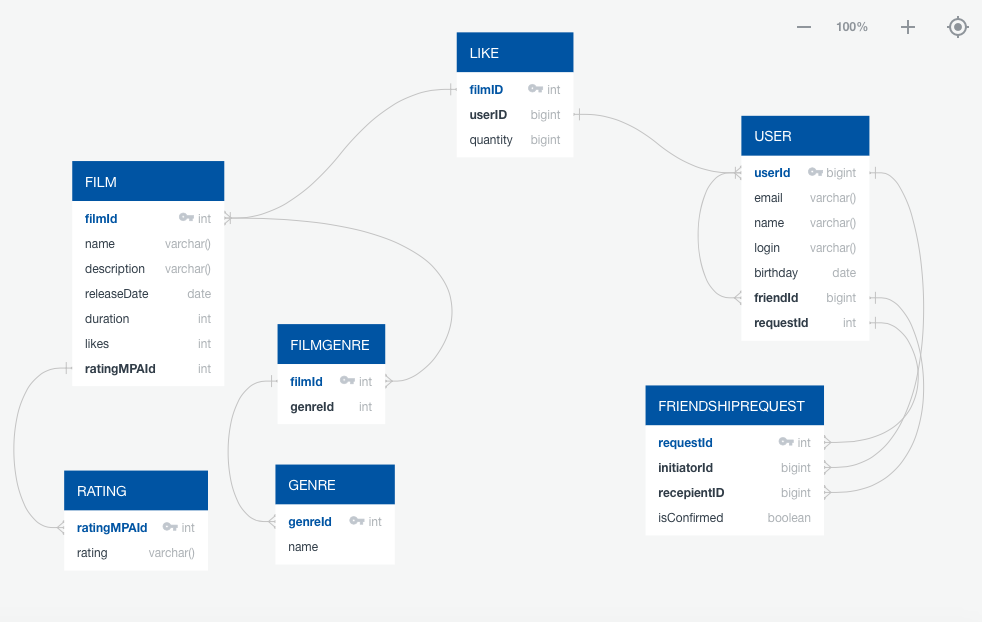 100%
LIKE
filmID int
userID bigint
quantity bigint
USER
userId bigint
email varchar()
name varchar()
login varchar()
birthday date
friendId bigint
requestId int
FILM
filmId int
name varchar()
description varchar()
releaseDate date
duration int
likes int
ratingMPAId int
FILMGENRE
filmId int
genreId int
FRIENDSHIPREQUEST
requestId int
initiatorId bigint
recepientID bigint
isConfirmed boolean
RATING
ratingMPAId int
rating varchar()
GENRE
genreId int
name